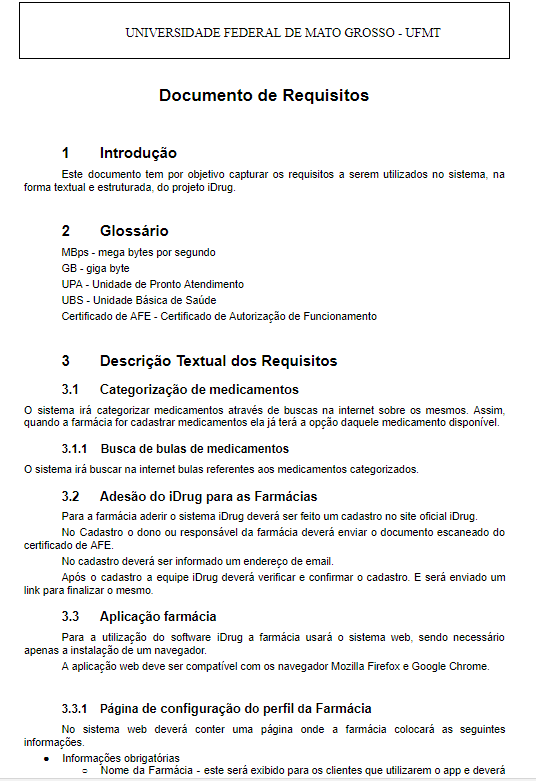 UNIVERSIDADE FEDERAL DE MATO GROSSO - UFMT
Documento de Requisitos
1 Introdução
Este documento tem por objetivo capturar os requisitos a serem utilizados no sistema, na
forma textual e estruturada, do projeto iDrug.
2 Glossário
MBps - mega bytes por segundo
GB - giga byte
UPA - Unidade de Pronto Atendimento
UBS - Unidade Básica de Saúde
Certificado de AFE - Certificado de Autorização de Funcionamento
3 Descrição Textual dos Requisitos
3.1 Categorização de medicamentos
O sistema irá categorizar medicamentos através de buscas na internet sobre os mesmos. Assim,
quando a farmácia for cadastrar medicamentos ela já terá a opção daquele medicamento disponível.
3.1.1 Busca de bulas de medicamentos
O sistema irá buscar na internet bulas referentes aos medicamentos categorizados.
3.2 Adesão do iDrug para as Farmácias
Para a farmácia aderir o sistema iDrug deverá ser feito um cadastro no site oficial iDrug.
No Cadastro o dono ou responsável da farmácia deverá enviar o documento escaneado do
certificado de AFE.
No cadastro deverá ser informado um endereço de email.
Após o cadastro a equipe iDrug deverá verificar e confirmar o cadastro. E será enviado um
link para finalizar o mesmo.
3.3 Aplicação farmácia
Para a utilização do software iDrug a farmácia usará o sistema web, sendo necessário
apenas a instalação de um navegador.
A aplicação web deve ser compatível com os navegador Mozilla Firefox e Google Chrome.
3.3.1 Página de configuração do perfil da Farmácia
No sistema web deverá conter uma página onde a farmácia colocará as seguintes
informações.
● Informações obrigatórias
○ Nome da Farmácia - este será exibido para os clientes que utilizarem o app e deverá